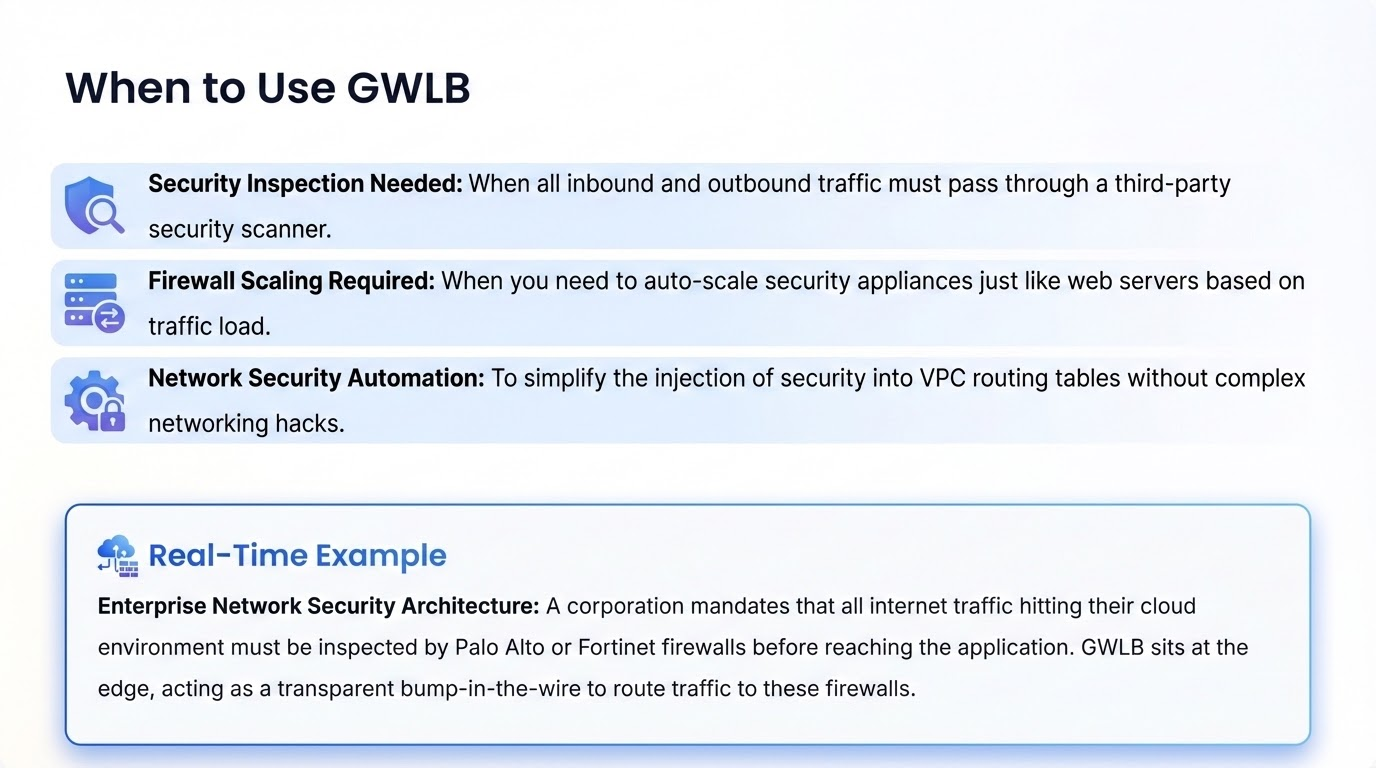 When to Use GWLB
Security Inspection Needed: When all inbound and outbound traffic must pass through a third-party
security scanner.
Firewall Scaling Required: When you need to auto-scale security appliances just like web servers based on
traffic load.
Network Security Automation: To simplify the injection of security into VPC routing tables without complex
networking hacks.
Real-Time Example
Enterprise Network Security Architecture: A corporation mandates that all internet traffic hitting their cloud
environment must be inspected by Palo Alto or Fortinet firewalls before reaching the application. GWLB sits at the
edge, acting as a transparent bump-in-the-wire to route traffic to these firewalls.